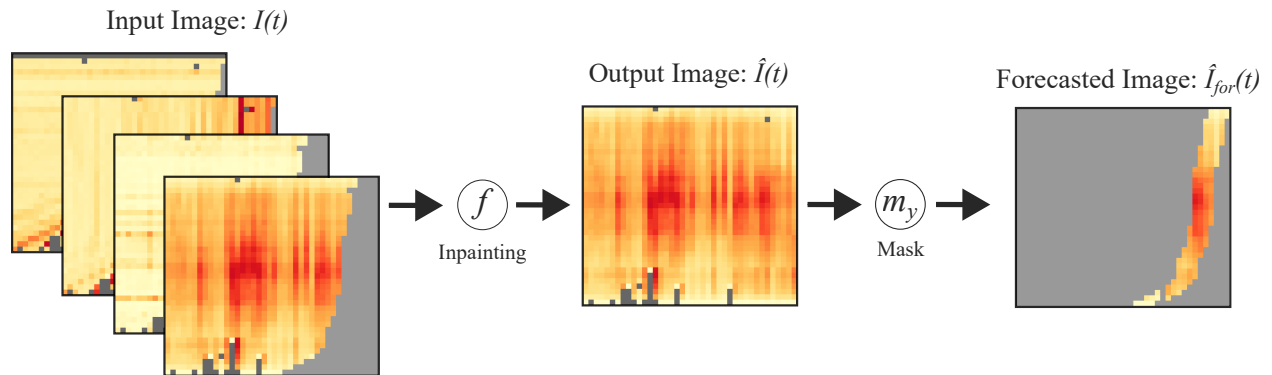 Input Image: I(t)
Output Image: Î(t)
Forecasted Image: Î_for(t)
f
m_y
Inpainting
Mask